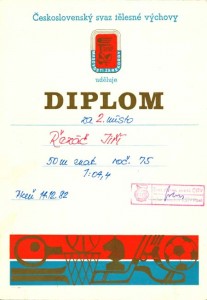 Československý svaz tělesné výchovy
uděluje
DIPLOM
za 2. místo
Řezáč Jiří
50 m znak roč. 75
1:04,4
14.12.82